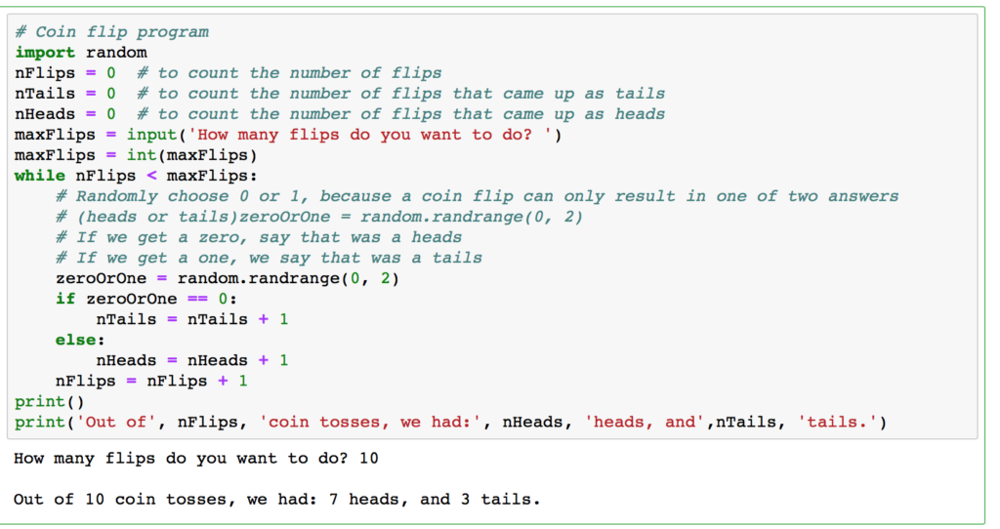 # Coin flip program
import random
nFlips = 0  # to count the number of flips
nTails = 0  # to count the number of flips that came up as tails
nHeads = 0  # to count the number of flips that came up as heads
maxFlips = input('How many flips do you want to do? ')
maxFlips = int(maxFlips)
while nFlips < maxFlips:
    # Randomly choose 0 or 1, because a coin flip can only result in one of two answers
    # (heads or tails)zeroOrOne = random.randrange(0, 2)
    # If we get a zero, say that was a heads
    # If we get a one, we say that was a tails
    zeroOrOne = random.randrange(0, 2)
    if zeroOrOne == 0:
        nTails = nTails + 1
    else:
        nHeads = nHeads + 1
    nFlips = nFlips + 1
print()
print('Out of', nFlips, 'coin tosses, we had:', nHeads, 'heads, and',nTails, 'tails.')
How many flips do you want to do? 10
Out of 10 coin tosses, we had: 7 heads, and 3 tails.